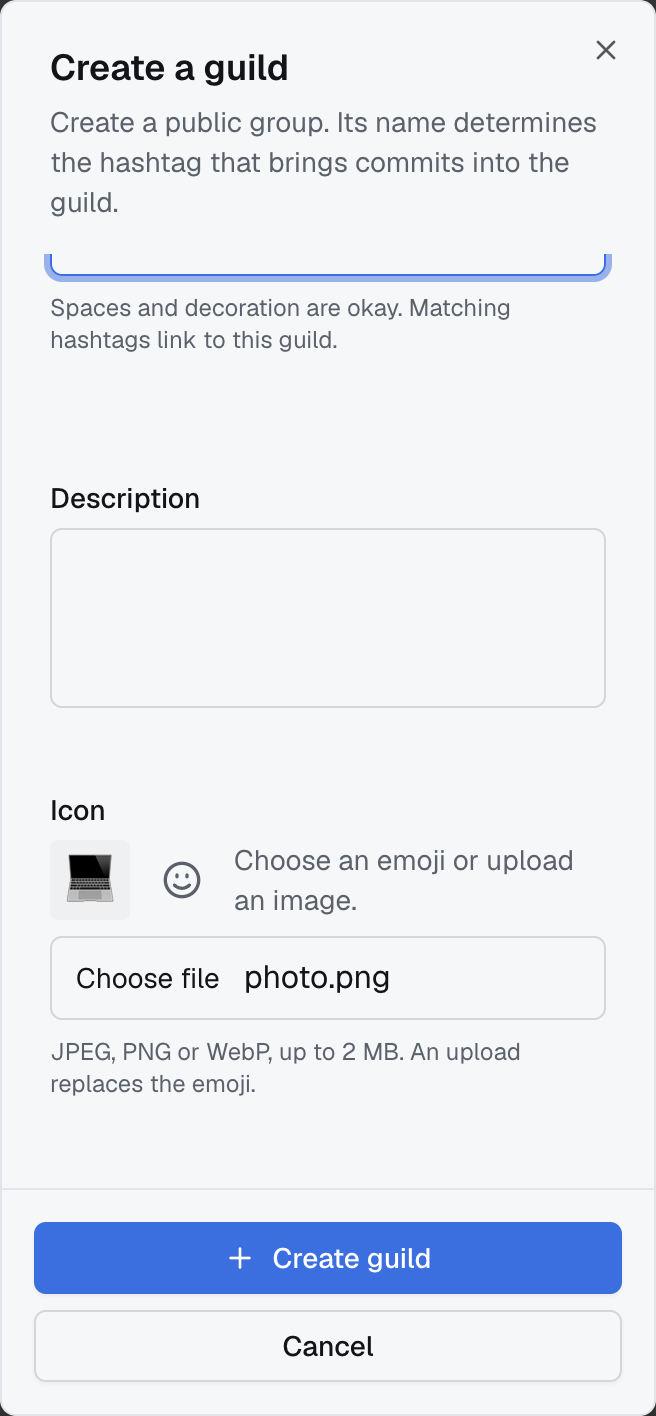 Create a guild
Create a public group. Its name determines
the hashtag that brings commits into the
guild.
Spaces and decoration are okay. Matching
hashtags link to this guild.
Description
Icon
Choose an emoji or upload
an image.
Choose file photo.png
JPEG, PNG or WebP, up to 2 MB. An upload
replaces the emoji.
Create guild
Cancel